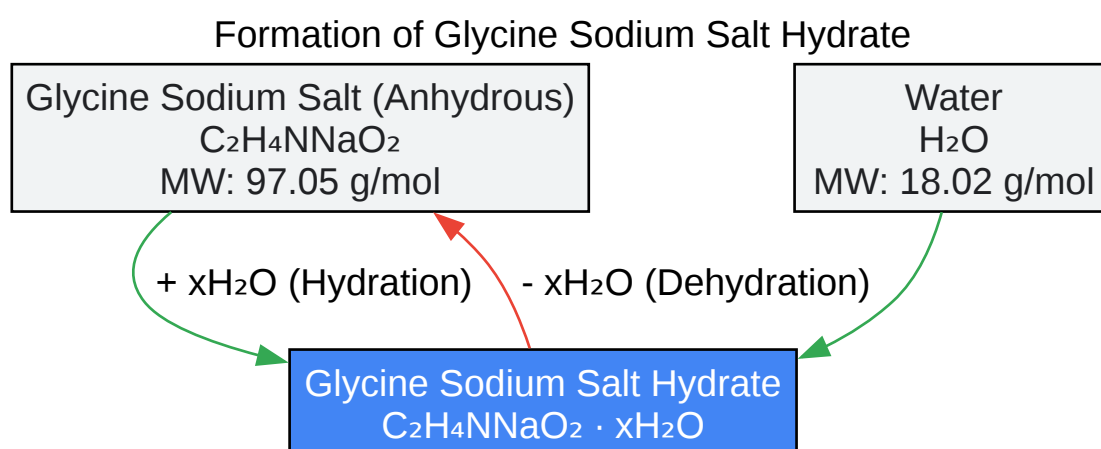 Formation of Glycine Sodium Salt Hydrate
Glycine Sodium Salt (Anhydrous)
C₂H₄NNaO₂
MW: 97.05 g/mol
Water
H₂O
MW: 18.02 g/mol
+ xH₂O (Hydration)
- xH₂O (Dehydration)
Glycine Sodium Salt Hydrate
C₂H₄NNaO₂ · xH₂O